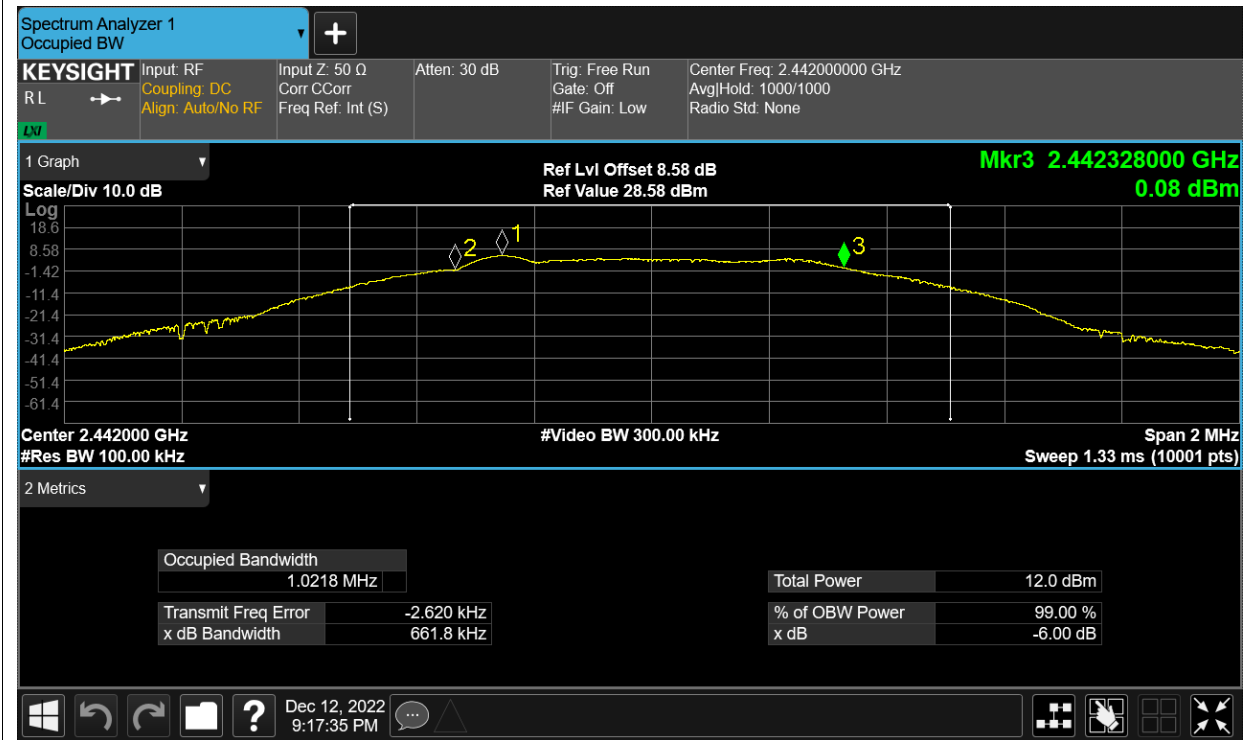 Spectrum Analyzer 1
Occupied BW
+
KEYSIGHT Input: RF Input Z: 50 Ω Atten: 30 dB Trig: Free Run Center Freq: 2.442000000 GHz
Coupling: DC Corr CCorr Gate: Off Avg|Hold: 1000/1000
R L Align: Auto/No RF Freq Ref: Int (S) #IF Gain: Low Radio Std: None
LXI
1 Graph Ref Lvl Offset 8.58 dB Mkr3 2.442328000 GHz
Scale/Div 10.0 dB Ref Value 28.58 dBm 0.08 dBm
Log
18.6
8.58
-1.42
-11.4
-21.4
-31.4
-41.4
-51.4
-61.4
2 1 3
Center 2.442000 GHz #Video BW 300.00 kHz Span 2 MHz
#Res BW 100.00 kHz Sweep 1.33 ms (10001 pts)
2 Metrics
Occupied Bandwidth
1.0218 MHz Total Power 12.0 dBm
Transmit Freq Error -2.620 kHz % of OBW Power 99.00 %
x dB Bandwidth 661.8 kHz x dB -6.00 dB
? Dec 12, 2022
9:17:35 PM